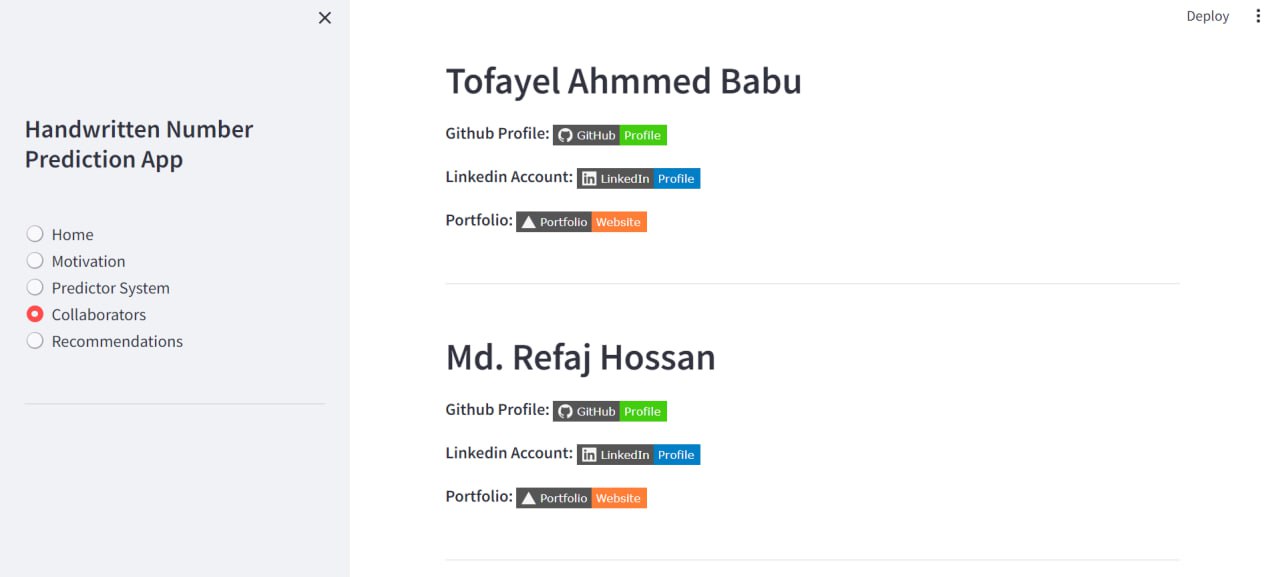 Deploy
Handwritten Number
Prediction App
Home
Motivation
Predictor System
Collaborators
Recommendations
Tofayel Ahmmed Babu
Github Profile: GitHub Profile
Linkedin Account: LinkedIn Profile
Portfolio: Portfolio Website
Md. Refaj Hossan
Github Profile: GitHub Profile
Linkedin Account: LinkedIn Profile
Portfolio: Portfolio Website